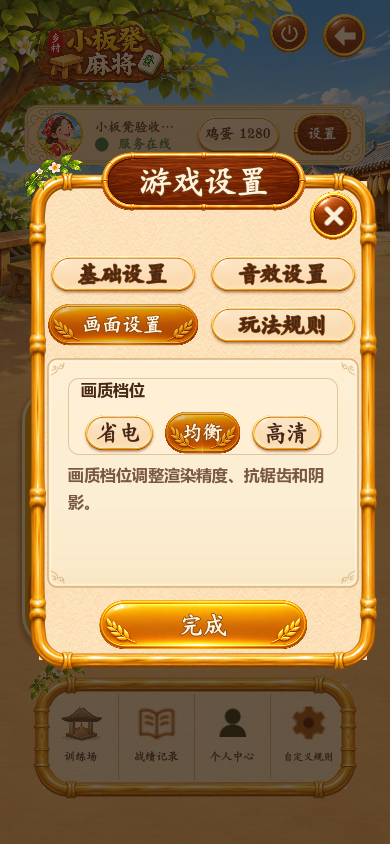 乡村
小板凳
麻将
發
小板凳验收…
服务在线
鸡蛋 1280
设置
游戏设置
基础设置
音效设置
画面设置
玩法规则
画质档位
省电
均衡
高清
画质档位调整渲染精度、抗锯齿和阴
影。
完成
训练场
战绩记录
个人中心
自定义规则